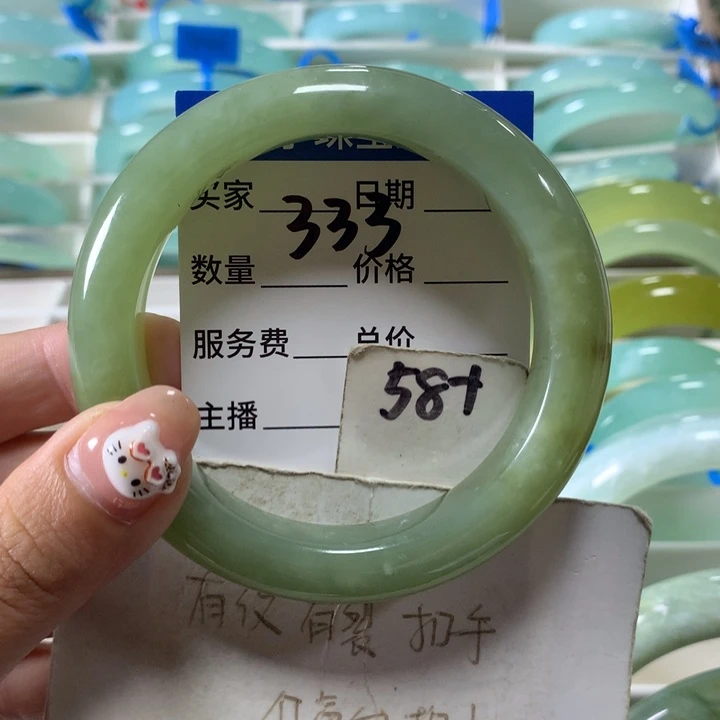 买家 日期
333
数量 价格
服务费 总价
58+
主播
有纹 有裂 扣手